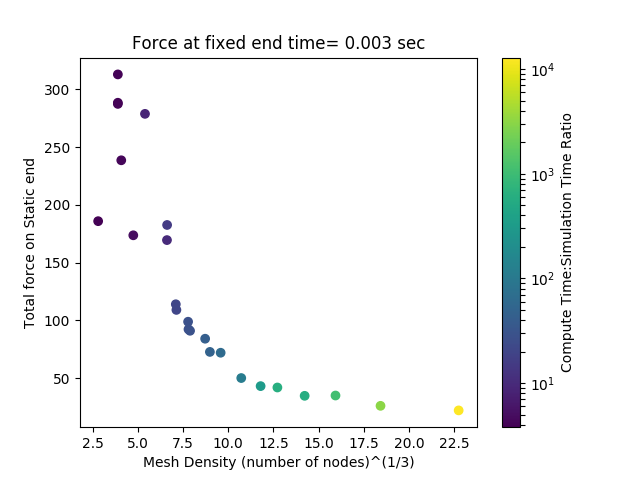 Force at fixed end time= 0.003 sec
300
250
200
150
100
50
Total force on Static end
2.5 5.0 7.5 10.0 12.5 15.0 17.5 20.0 22.5
Mesh Density (number of nodes)^(1/3)
10^4
10^3
10^2
10^1
Compute Time:Simulation Time Ratio